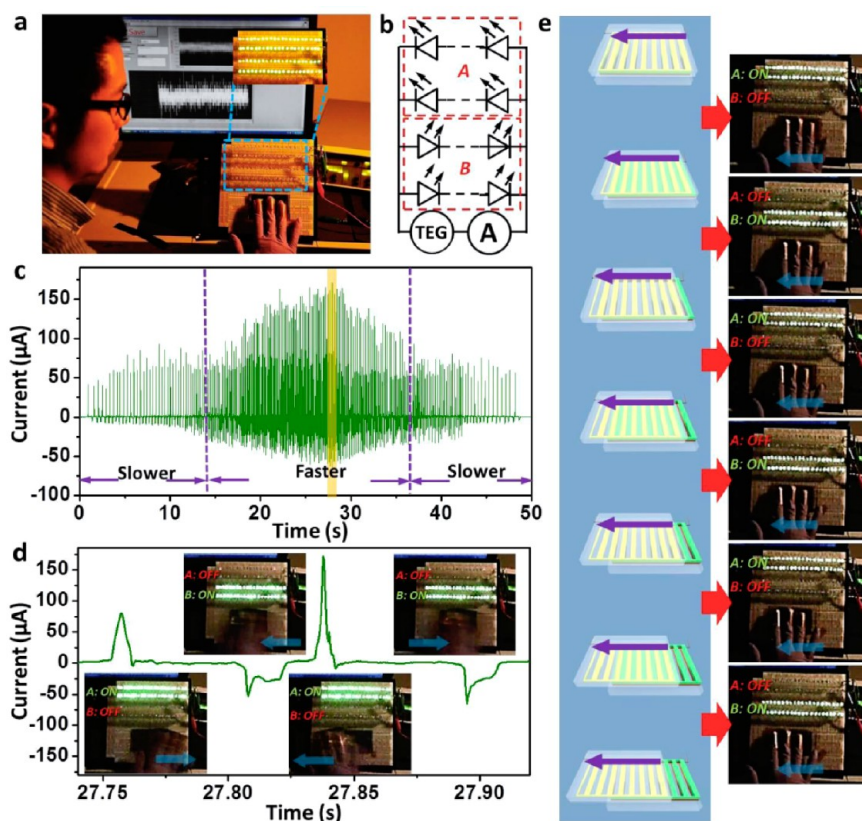 a
b
A
B
TEG
A
c
Current (µA)
150
100
50
0
-50
-100
Slower
Faster
Slower
0
10
20
30
40
50
Time (s)
d
Current (µA)
150
100
50
0
-50
-100
-150
A: OFF
B: ON
A: OFF
B: ON
A: ON
B: OFF
A: ON
B: OFF
27.75
27.80
27.85
27.90
Time (s)
e
A: ON
B: OFF
A: OFF
B: ON
A: ON
B: OFF
A: OFF
B: ON
A: ON
B: OFF
A: OFF
B: ON